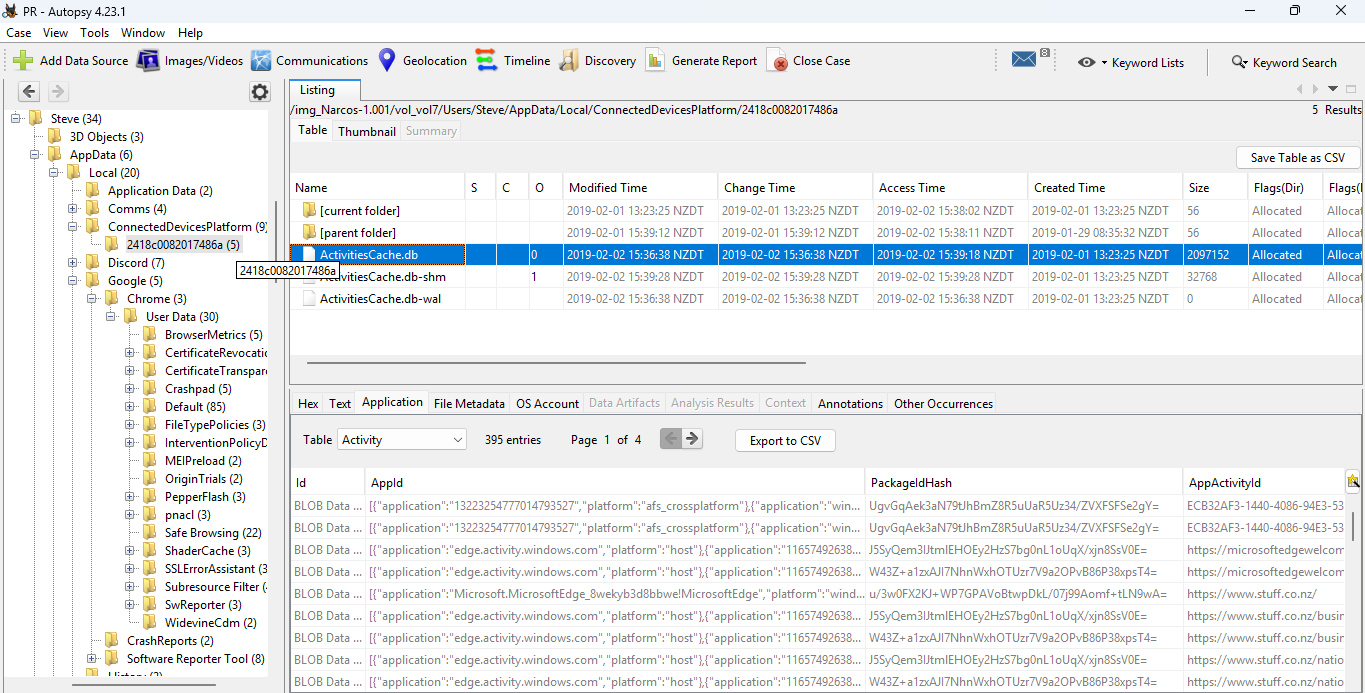 PR - Autopsy 4.23.1
Case View Tools Window Help
Add Data Source Images/Videos Communications Geolocation Timeline Discovery Generate Report Close Case 8 Keyword Lists Keyword Search
Steve (34)
3D Objects (3)
AppData (6)
Local (20)
Application Data (2)
Comms (4)
ConnectedDevicesPlatform (9)
2418c0082017486a (5)
Discord (7)
2418c0082017486a
Google (5)
Chrome (3)
User Data (30)
BrowserMetrics (5)
CertificateRevocatic
CertificateTranspare
Crashpad (5)
Default (85)
FileTypePolicies (3)
InterventionPolicyD
MEIPreload (2)
OriginTrials (2)
PepperFlash (3)
pnacl (3)
Safe Browsing (22)
ShaderCache (3)
SSLErrorAssistant (3
Subresource Filter (4
SwReporter (3)
WidevineCdm (2)
CrashReports (2)
Software Reporter Tool (8)
Listing
/img_Narcos-1.001/vol_vol7/Users/Steve/AppData/Local/ConnectedDevicesPlatform/2418c0082017486a 5 Results
Table Thumbnail Summary
Save Table as CSV
Name S C O Modified Time Change Time Access Time Created Time Size Flags(Dir) Flags(
[current folder] 2019-02-01 13:23:25 NZDT 2019-02-01 13:23:25 NZDT 2019-02-02 15:38:02 NZDT 2019-02-01 13:23:25 NZDT 56 Allocated Alloca
[parent folder] 2019-02-01 15:39:12 NZDT 2019-02-01 15:39:12 NZDT 2019-02-02 15:38:11 NZDT 2019-01-29 08:35:32 NZDT 56 Allocated Alloca
ActivitiesCache.db 0 2019-02-02 15:36:38 NZDT 2019-02-02 15:36:38 NZDT 2019-02-02 15:39:18 NZDT 2019-02-01 13:23:25 NZDT 2097152 Allocated Alloca
ActivitiesCache.db-shm 1 2019-02-02 15:39:28 NZDT 2019-02-02 15:39:28 NZDT 2019-02-02 15:39:28 NZDT 2019-02-01 13:23:25 NZDT 32768 Allocated Alloca
ActivitiesCache.db-wal 2019-02-02 15:36:38 NZDT 2019-02-02 15:36:38 NZDT 2019-02-02 15:36:38 NZDT 2019-02-01 13:23:25 NZDT 0 Allocated Alloca
Hex Text Application File Metadata OS Account Data Artifacts Analysis Results Context Annotations Other Occurrences
Table Activity 395 entries Page 1 of 4 Export to CSV
Id AppId PackageIdHash AppActivityId
BLOB Data ... [{"application":"13223254777014793527","platform":"afs_crossplatform"},{"application":"win... UgvGqAek3aN79tJhBmZ8R5uUaR5Uz34/ZVXFSFSe2gY= ECB32AF3-1440-4086-94E3-53
BLOB Data ... [{"application":"13223254777014793527","platform":"afs_crossplatform"},{"application":"win... UgvGqAek3aN79tJhBmZ8R5uUaR5Uz34/ZVXFSFSe2gY= ECB32AF3-1440-4086-94E3-53
BLOB Data ... [{"application":"edge.activity.windows.com","platform":"host"},{"application":"11657492638... J5SyQem3IJtmIEHOEy2HzS7bg0nL1oUqX/xjn8SsV0E= https://microsoftedgewelcom
BLOB Data ... [{"application":"edge.activity.windows.com","platform":"host"},{"application":"11657492638... W43Z+a1zxAJI7NhnWxhOTUzr7V9a2OPvB86P38xpsT4= https://microsoftedgewelcom
BLOB Data ... [{"application":"Microsoft.MicrosoftEdge_8wekyb3d8bbwe!MicrosoftEdge","platform":"wind... u/3w0FX2KJ+WP7GPAVoBtwpDkL/07j99Aomf+tLN9wA= https://www.stuff.co.nz/
BLOB Data ... [{"application":"edge.activity.windows.com","platform":"host"},{"application":"11657492638... J5SyQem3IJtmIEHOEy2HzS7bg0nL1oUqX/xjn8SsV0E= https://www.stuff.co.nz/busir
BLOB Data ... [{"application":"edge.activity.windows.com","platform":"host"},{"application":"11657492638... W43Z+a1zxAJI7NhnWxhOTUzr7V9a2OPvB86P38xpsT4= https://www.stuff.co.nz/busir
BLOB Data ... [{"application":"edge.activity.windows.com","platform":"host"},{"application":"11657492638... J5SyQem3IJtmIEHOEy2HzS7bg0nL1oUqX/xjn8SsV0E= https://www.stuff.co.nz/natio
BLOB Data ... [{"application":"edge.activity.windows.com","platform":"host"},{"application":"11657492638... W43Z+a1zxAJI7NhnWxhOTUzr7V9a2OPvB86P38xpsT4= https://www.stuff.co.nz/natio